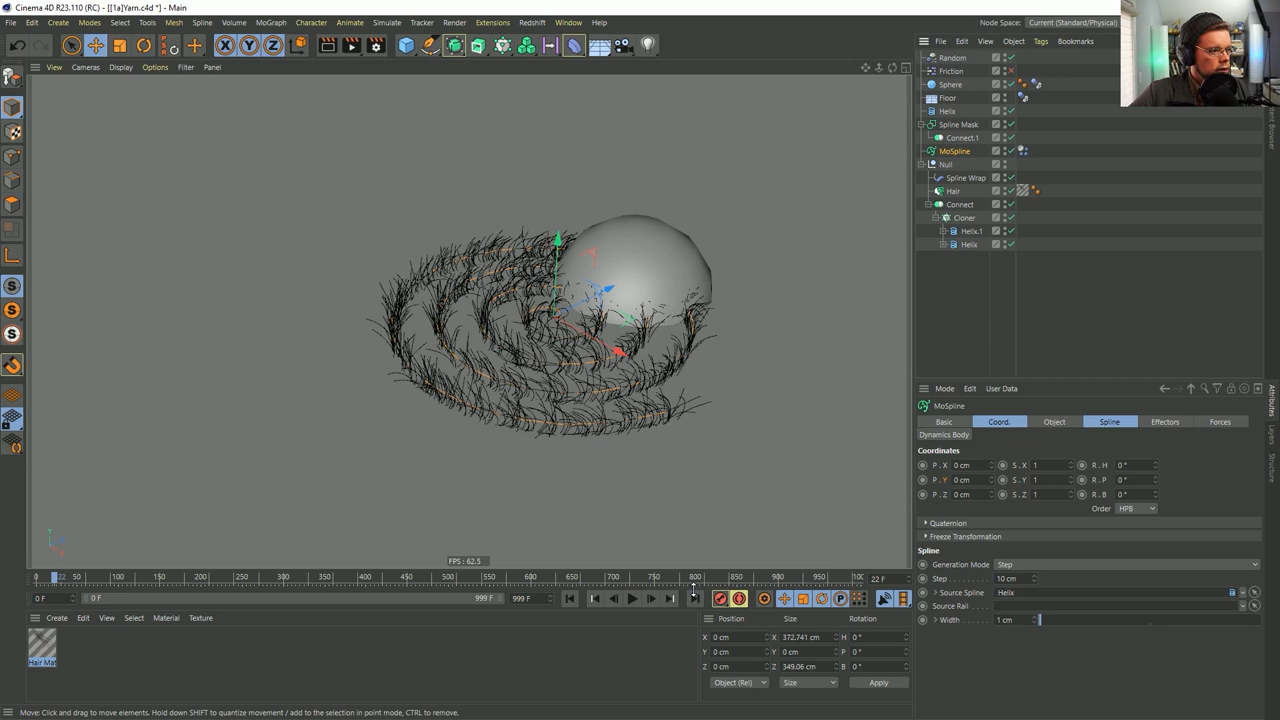 Cinema 4D R23.110 (RC) - [[1a]Yarn.c4d *] - Main
File Edit Create Modes Select Tools Mesh Spline Volume MoGraph Character Animate Simulate Tracker Render Extensions Redshift Window Help
Node Space: Current (Standard/Physical)
X Y Z
View Cameras Display Options Filter Panel
File Edit View Object Tags Bookmarks
Random
Friction
Sphere
Floor
Helix
Spline Mask
Connect.1
MoSpline
Null
Spline Wrap
Hair
Connect
Cloner
Helix.1
Helix
Attributes
Layers
Structure
Mode Edit User Data
MoSpline
Basic Coord. Object Spline Effectors Forces
Dynamics Body
Coordinates
P . X 0 cm S . X 1 R . H 0 °
P . Y 0 cm S . Y 1 R . P 0 °
P . Z 0 cm S . Z 1 R . B 0 °
Order HPB
Quaternion
Freeze Transformation
Spline
Generation Mode Step
Step 10 cm
Source Spline Helix
Source Rail
Width 1 cm
FPS : 62.5
0 22 50 100 150 200 250 300 350 400 450 500 550 600 650 700 750 800 850 900 950 100 22 F
0 F 0 F 999 F 999 F
Create Edit View Select Material Texture
Hair Mat
Position Size Rotation
X 0 cm X 372.741 cm H 0 °
Y 0 cm Y 0 cm P 0 °
Z 0 cm Z 349.06 cm B 0 °
Object (Rel) Size Apply
Move: Click and drag to move elements. Hold down SHIFT to quantize movement / add to the selection in point mode, CTRL to remove.